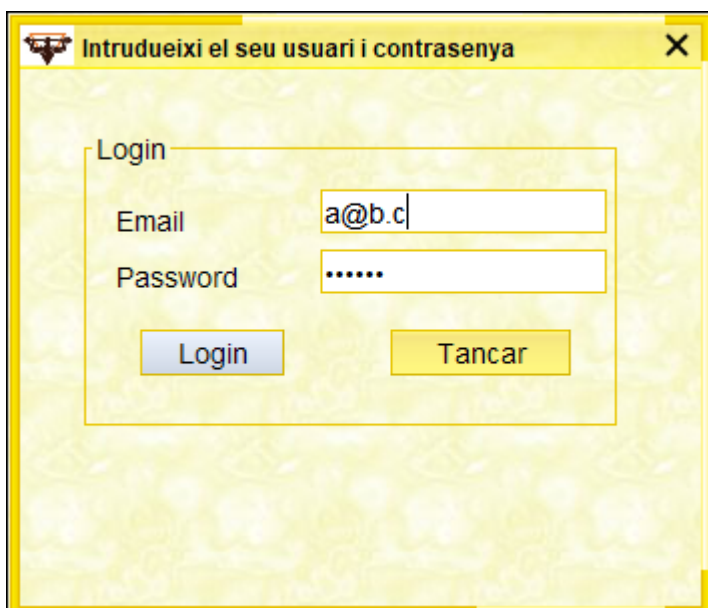 Intrudueixi el seu usuari i contrasenya
Login
Email a@b.c
Password ••••••
Login Tancar